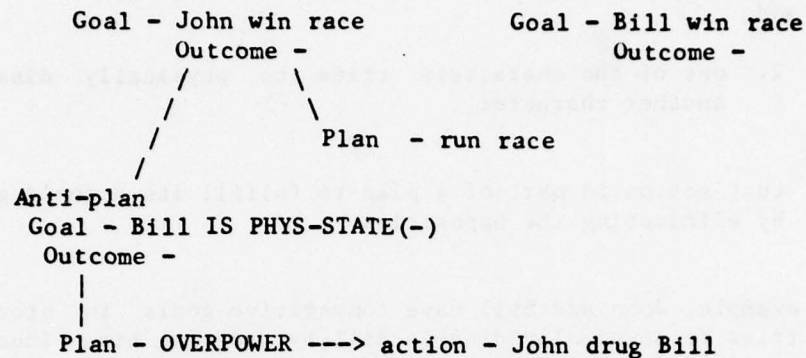 Goal - John win race Goal - Bill win race
Outcome - Outcome -
Plan - run race
Anti-plan
Goal - Bill IS PHYS-STATE(-)
Outcome -
Plan - OVERPOWER ---> action - John drug Bill